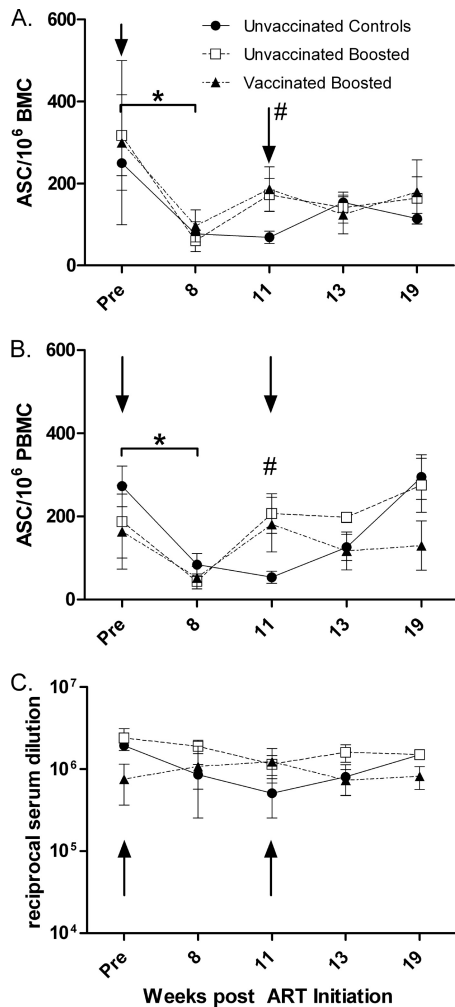 A.
ASC/10⁶ BMC
600
400
200
0
*
#
Unvaccinated Controls
Unvaccinated Boosted
Vaccinated Boosted
Pre 8 11 13 19
B.
ASC/10⁶ PBMC
600
400
200
0
*
#
Pre 8 11 13 19
C.
reciprocal serum dilution
10⁷
10⁶
10⁵
10⁴
Pre 8 11 13 19
Weeks post ART Initiation